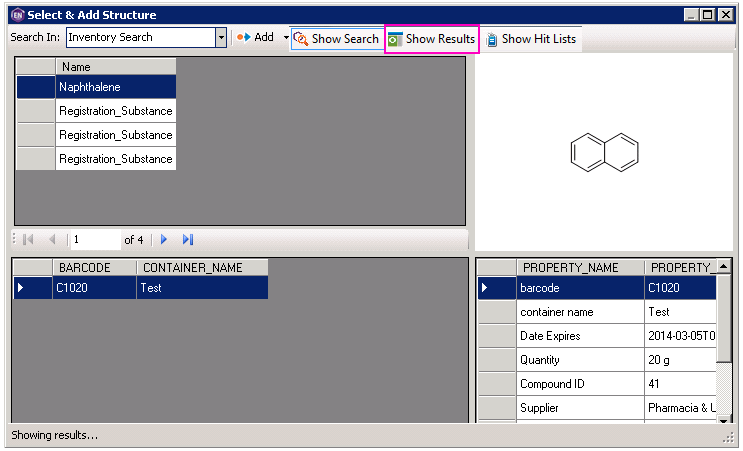 EN Select & Add Structure
Search In: Inventory Search Add Show Search Show Results Show Hit Lists
Name
Naphthalene
Registration_Substance
Registration_Substance
Registration_Substance
1 of 4
BARCODE CONTAINER_NAME
C1020 Test
PROPERTY_NAME PROPERTY_
barcode C1020
container name Test
Date Expires 2014-03-05T0
Quantity 20 g
Compound ID 41
Supplier Pharmacia & U
Showing results...